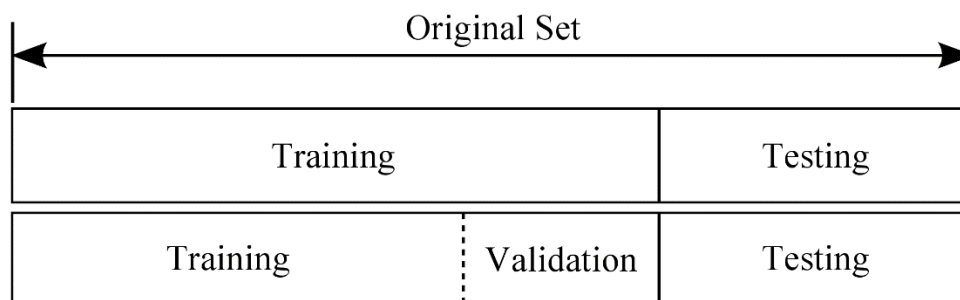 Original Set
Training Testing
Training Validation Testing